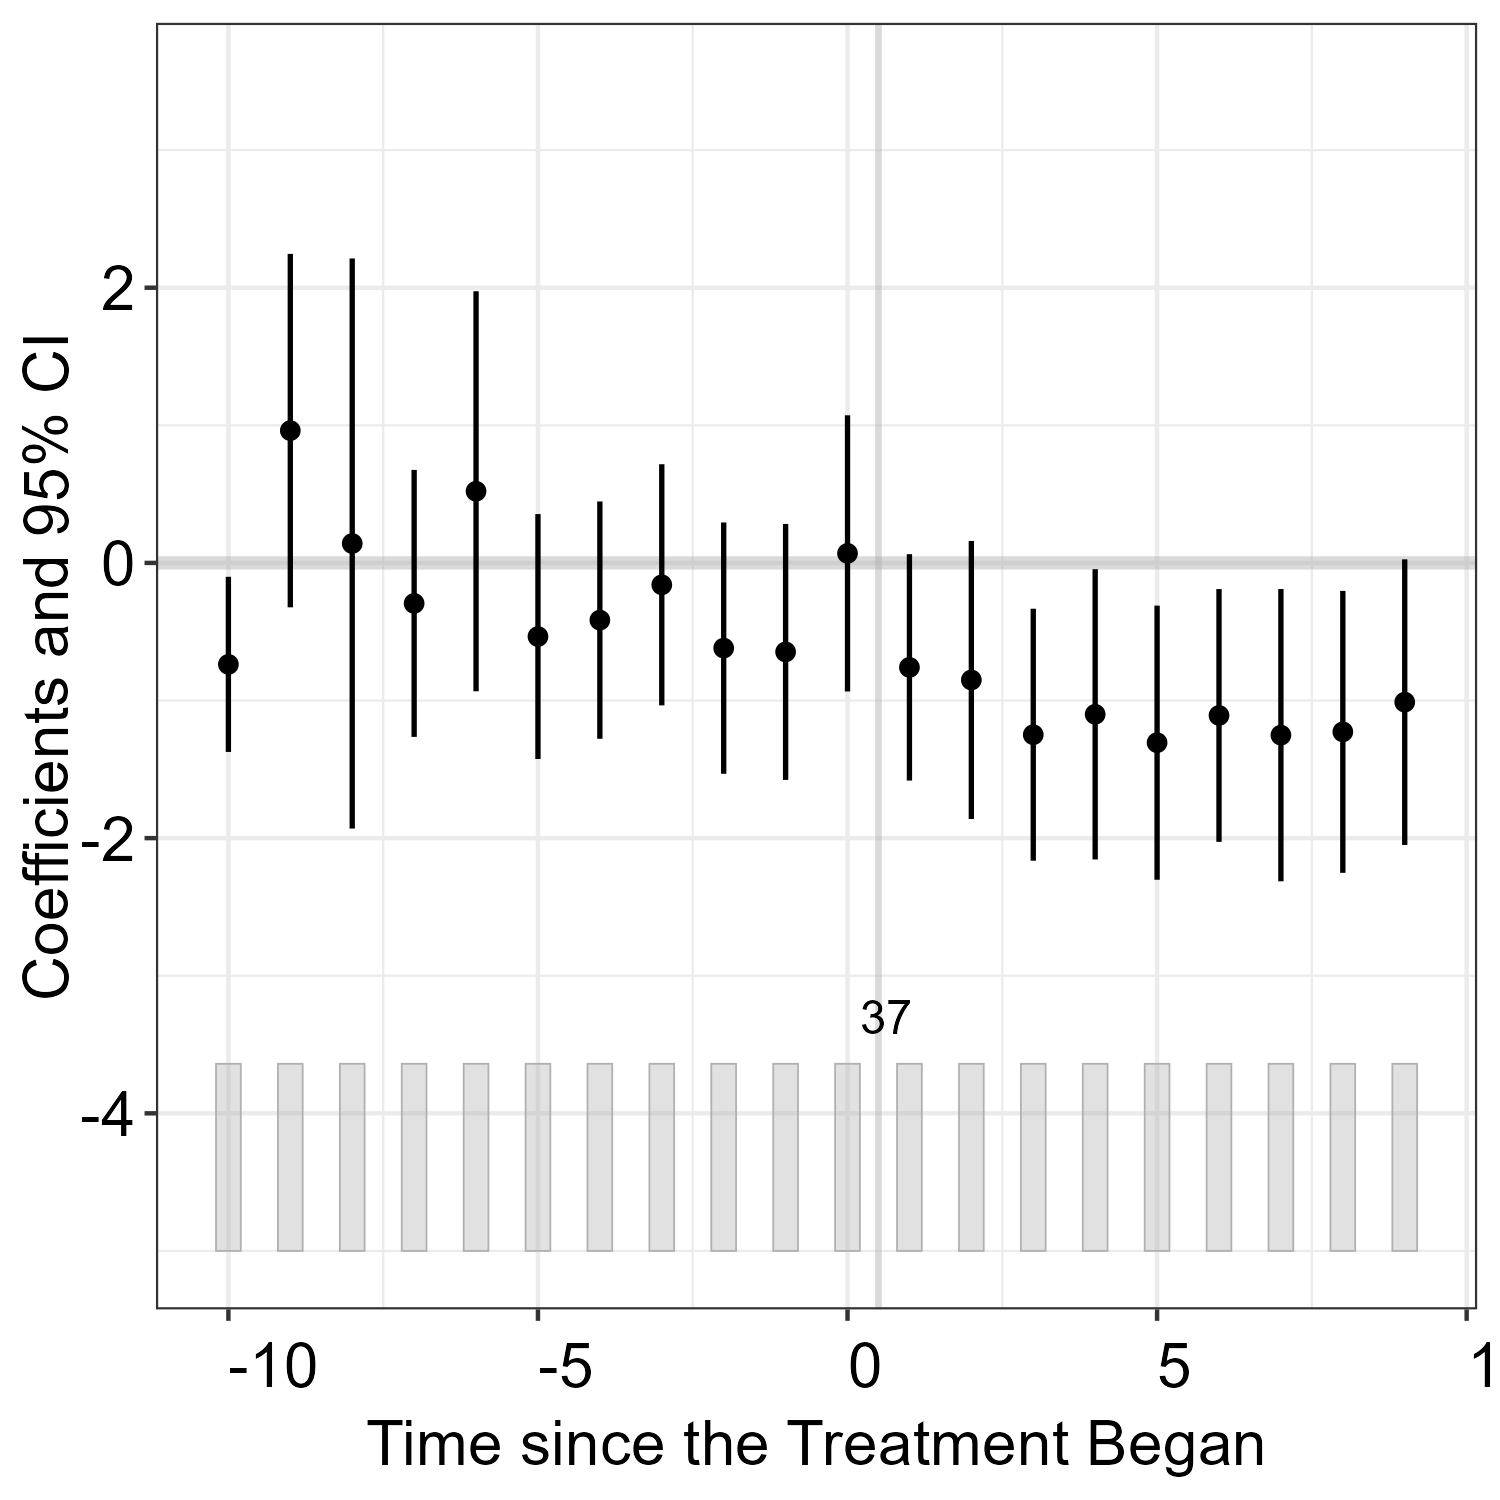 Coefficients and 95% CI
2
0
-2
-4
37
-10 -5 0 5 1
Time since the Treatment Began